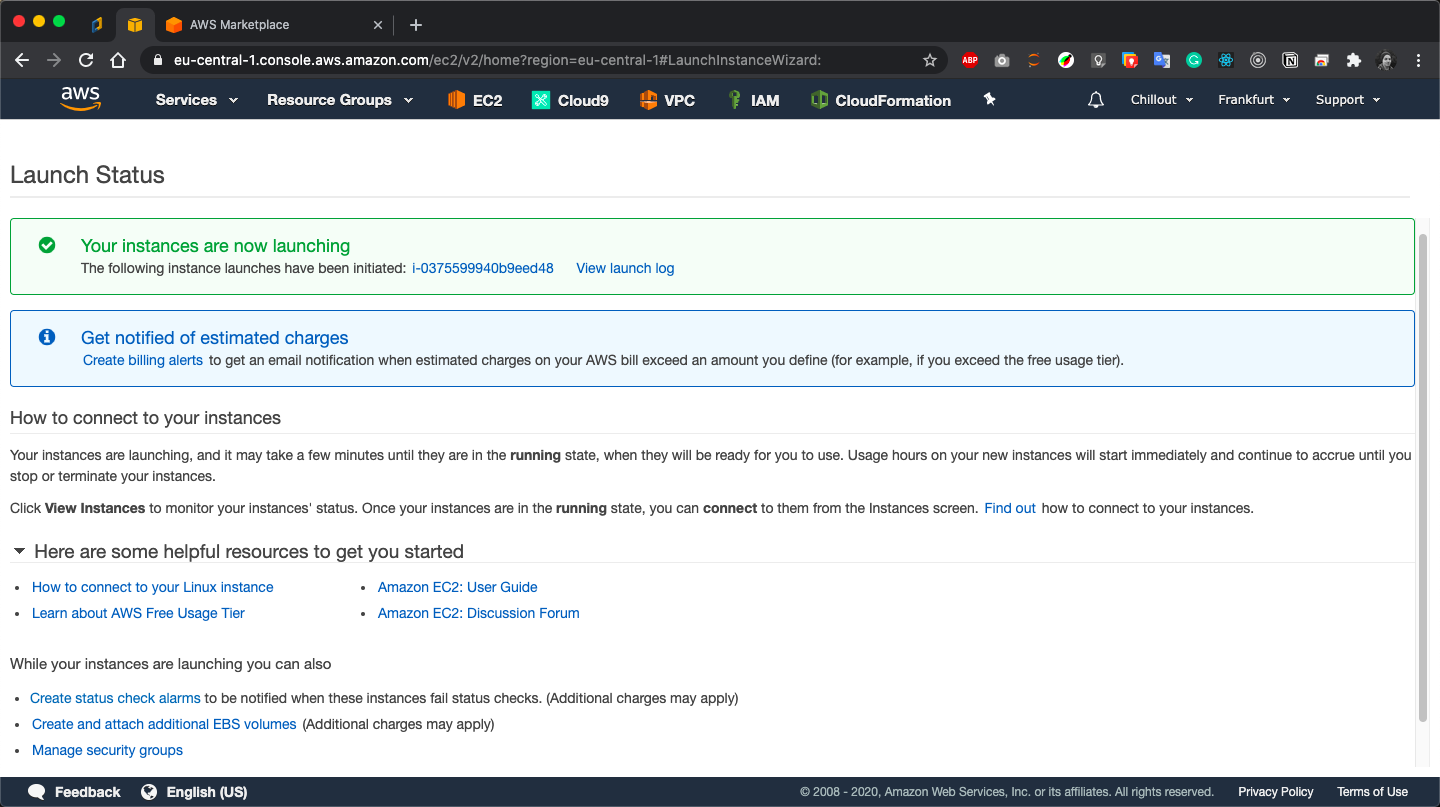 AWS Marketplace
eu-central-1.console.aws.amazon.com/ec2/v2/home?region=eu-central-1#LaunchInstanceWizard:
ABP
aws Services Resource Groups EC2 Cloud9 VPC IAM CloudFormation Chillout Frankfurt Support
Launch Status
Your instances are now launching
The following instance launches have been initiated: i-0375599940b9eed48 View launch log
Get notified of estimated charges
Create billing alerts to get an email notification when estimated charges on your AWS bill exceed an amount you define (for example, if you exceed the free usage tier).
How to connect to your instances
Your instances are launching, and it may take a few minutes until they are in the running state, when they will be ready for you to use. Usage hours on your new instances will start immediately and continue to accrue until you
stop or terminate your instances.
Click View Instances to monitor your instances' status. Once your instances are in the running state, you can connect to them from the Instances screen. Find out how to connect to your instances.
Here are some helpful resources to get you started
How to connect to your Linux instance Amazon EC2: User Guide
Learn about AWS Free Usage Tier Amazon EC2: Discussion Forum
While your instances are launching you can also
Create status check alarms to be notified when these instances fail status checks. (Additional charges may apply)
Create and attach additional EBS volumes (Additional charges may apply)
Manage security groups
Feedback English (US) © 2008 - 2020, Amazon Web Services, Inc. or its affiliates. All rights reserved. Privacy Policy Terms of Use